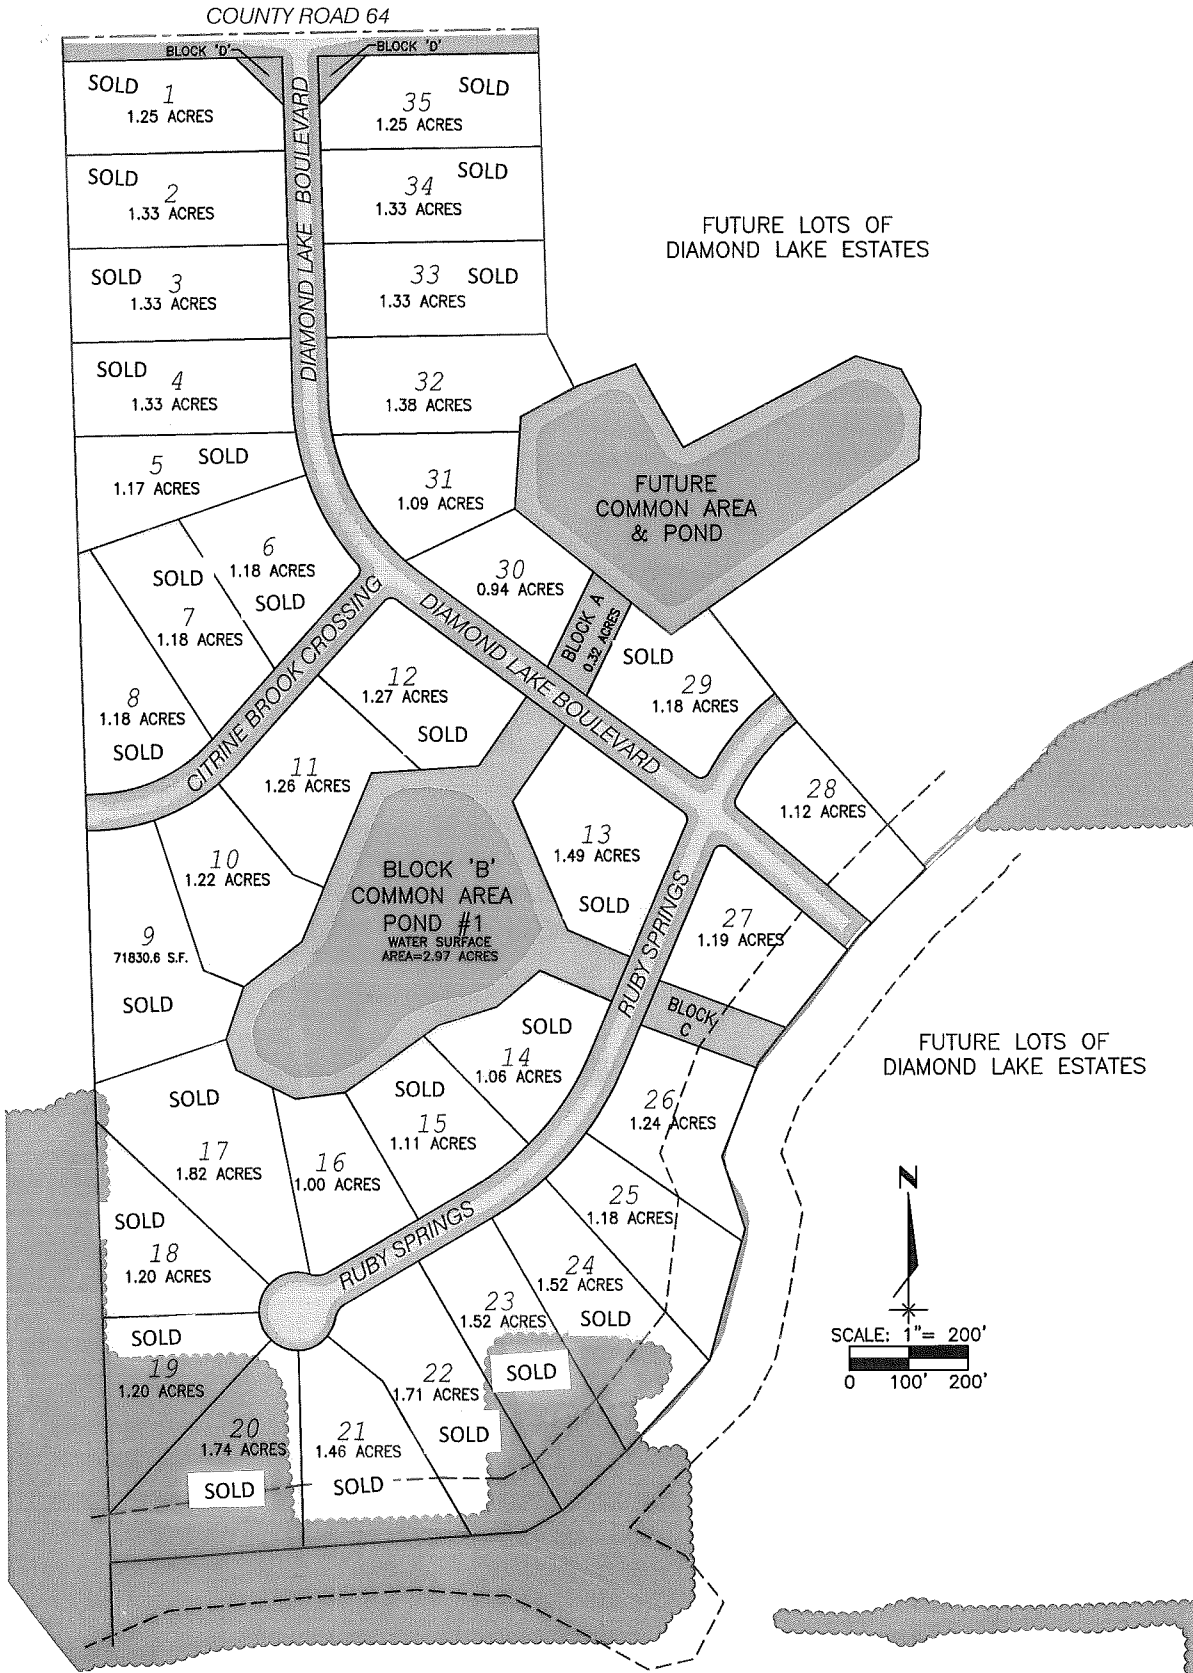 COUNTY ROAD 64
BLOCK 'D'
BLOCK 'D'
SOLD
1
1.25 ACRES
SOLD
35
1.25 ACRES
DIAMOND LAKE BOULEVARD
SOLD
2
1.33 ACRES
SOLD
34
1.33 ACRES
FUTURE LOTS OF
DIAMOND LAKE ESTATES
SOLD
3
1.33 ACRES
33
SOLD
1.33 ACRES
SOLD
4
1.33 ACRES
32
1.38 ACRES
SOLD
5
1.17 ACRES
31
1.09 ACRES
FUTURE
COMMON AREA
& POND
6
1.18 ACRES
SOLD
SOLD
7
1.18 ACRES
30
0.94 ACRES
BLOCK A
0.32 ACRES
CITRINE BROOK CROSSING
DIAMOND LAKE BOULEVARD
8
1.18 ACRES
SOLD
12
1.27 ACRES
SOLD
SOLD
29
1.18 ACRES
11
1.26 ACRES
28
1.12 ACRES
10
1.22 ACRES
13
1.49 ACRES
SOLD
BLOCK 'B'
COMMON AREA
POND #1
WATER SURFACE
AREA=2.97 ACRES
9
71830.6 S.F.
SOLD
27
1.19 ACRES
RUBY SPRINGS
BLOCK
C
SOLD
14
1.06 ACRES
FUTURE LOTS OF
DIAMOND LAKE ESTATES
SOLD
15
1.11 ACRES
26
1.24 ACRES
SOLD
17
1.82 ACRES
16
1.00 ACRES
25
1.18 ACRES
SOLD
18
1.20 ACRES
RUBY SPRINGS
24
1.52 ACRES
SOLD
23
1.52 ACRES
SOLD
SOLD
19
1.20 ACRES
22
1.71 ACRES
SOLD
20
1.74 ACRES
SOLD
21
1.46 ACRES
SOLD
N
SCALE: 1"= 200'
0 100' 200'